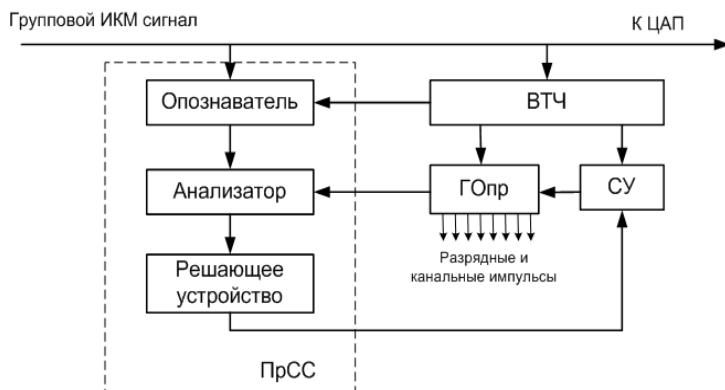 Групповой ИКМ сигнал
К ЦАП
Опознаватель
ВТЧ
Анализатор
ГОпр
СУ
Разрядные и
канальные импульсы
Решающее
устройство
ПрСС